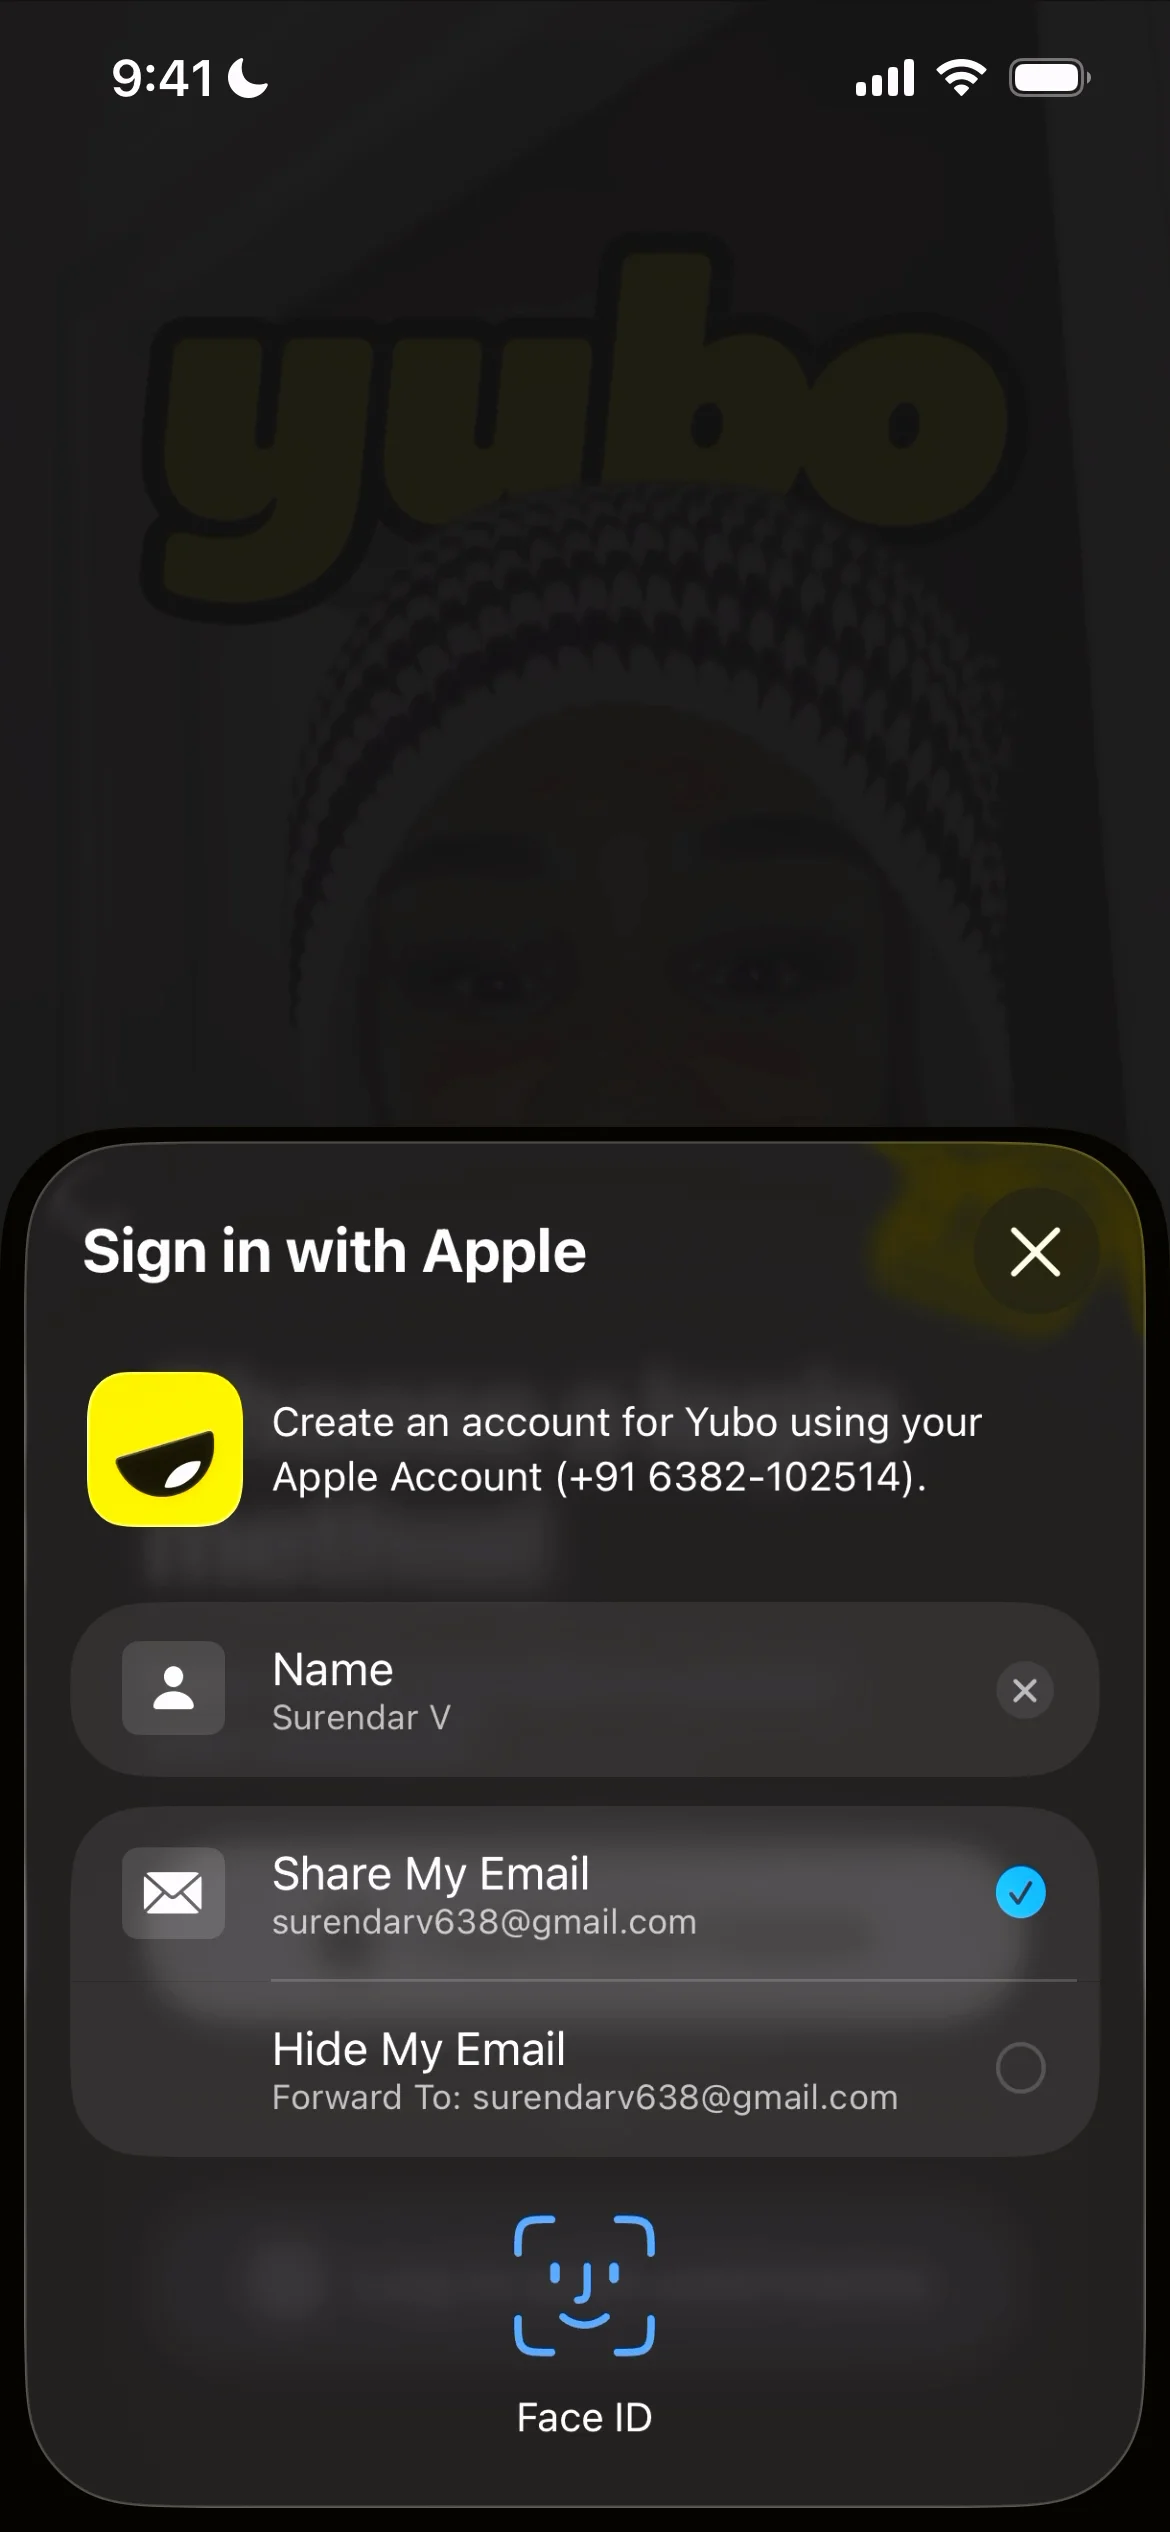 9:41
yubo
Sign in with Apple
Create an account for Yubo using your
Apple Account (+91 6382-102514).
Name
Surendar V
Share My Email
surendarv638@gmail.com
Hide My Email
Forward To: surendarv638@gmail.com
Face ID